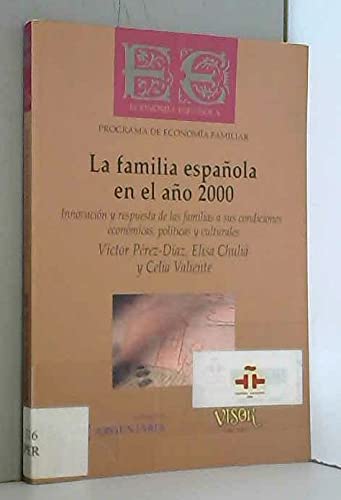 EE
ECONOMÍA ESPAÑOLA
PROGRAMA DE ECONOMÍA FAMILIAR
La familia española
en el año 2000
Innovación y respuesta de las familias a sus condiciones
económicas, políticas y culturales
Víctor Pérez-Díaz, Elisa Chuliá
y Celia Valiente
VISOR